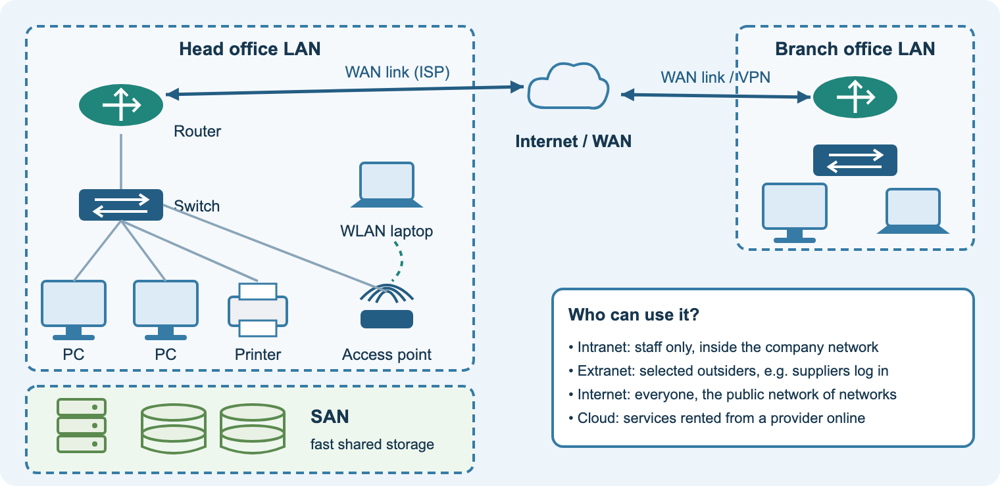 Head office LAN
Branch office LAN
WAN link (ISP)
WAN link / VPN
Router
Internet / WAN
Switch
WLAN laptop
PC
PC
Printer
Access point
Who can use it?
• Intranet: staff only, inside the company network
• Extranet: selected outsiders, e.g. suppliers log in
• Internet: everyone, the public network of networks
• Cloud: services rented from a provider online
SAN
fast shared storage